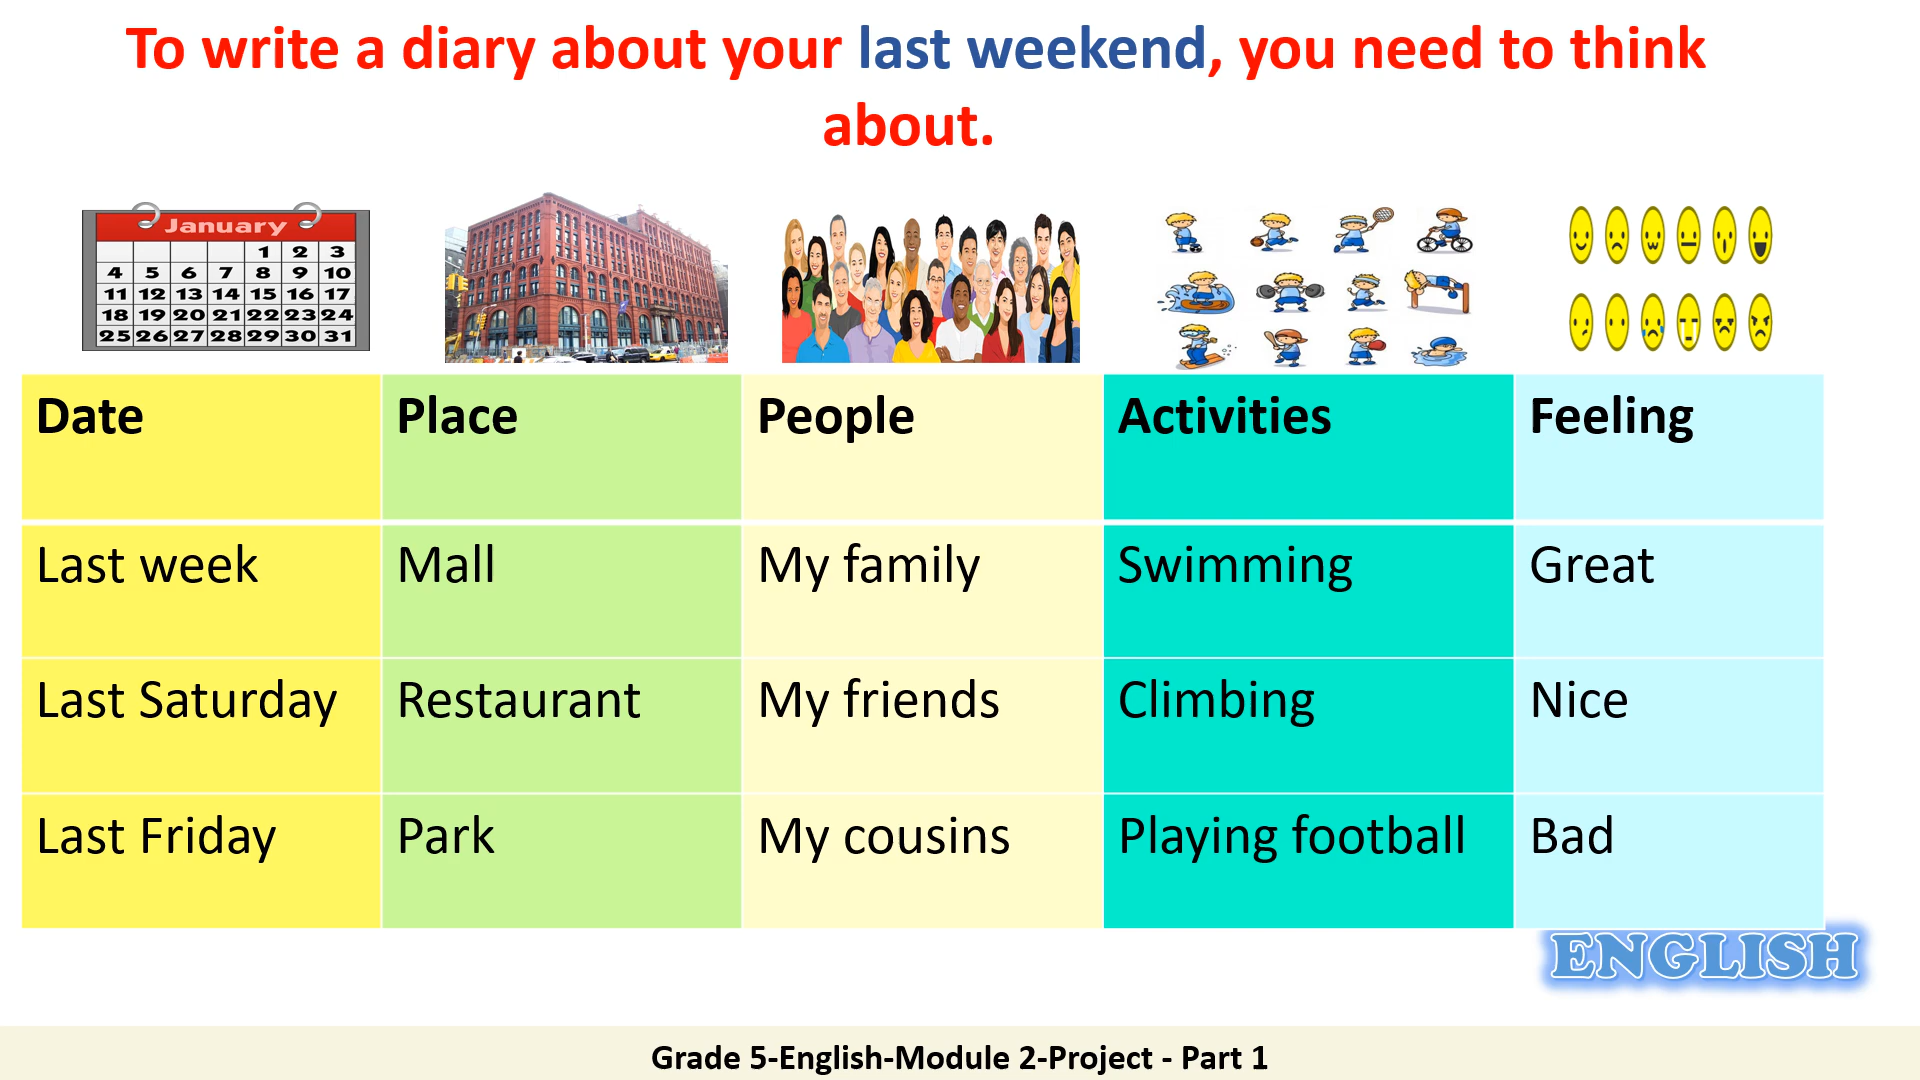 To write a diary about your last weekend, you need to think
about.
January
1 2 3
4 5 6 7 8 9 10
11 12 13 14 15 16 17
18 19 20 21 22 23 24
25 26 27 28 29 30 31
Date Place People Activities Feeling
Last week Mall My family Swimming Great
Last Saturday Restaurant My friends Climbing Nice
Last Friday Park My cousins Playing football Bad
ENGLISH
Grade 5-English-Module 2-Project - Part 1